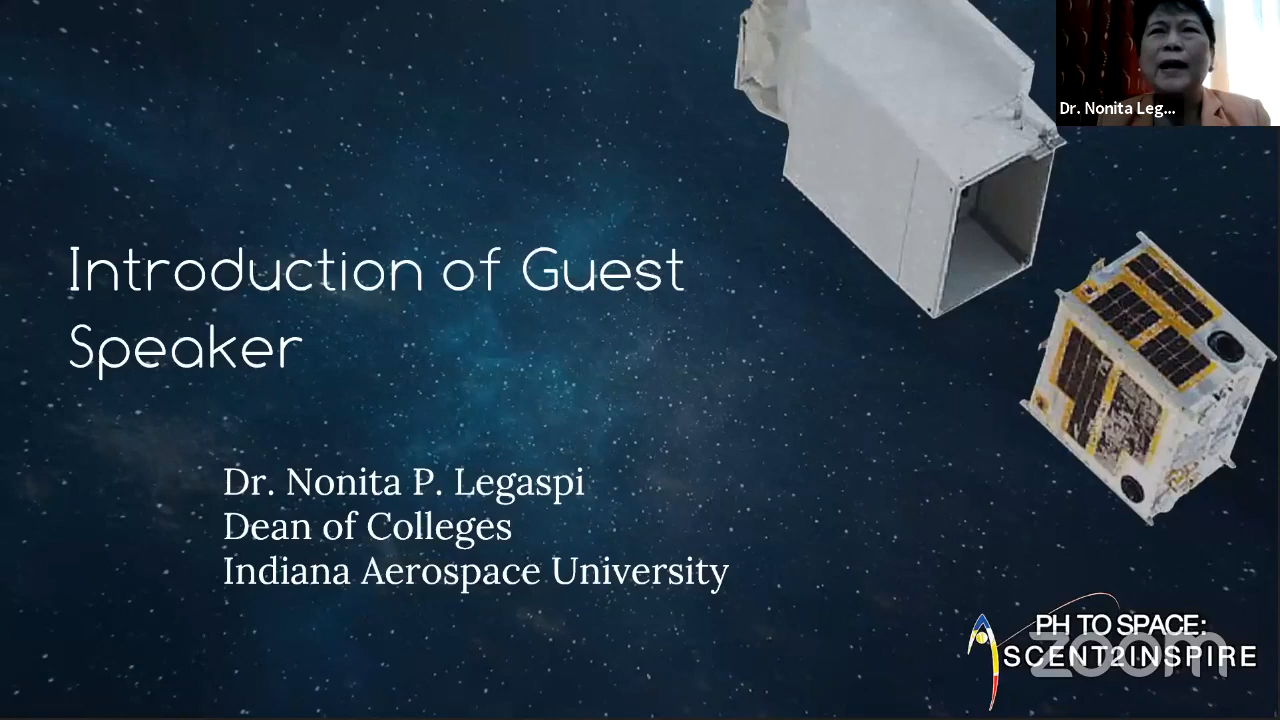 Dr. Nonita Leg...
Introduction of Guest
Speaker
Dr. Nonita P. Legaspi
Dean of Colleges
Indiana Aerospace University
PH TO SPACE:
SCENT2INSPIRE
zoom